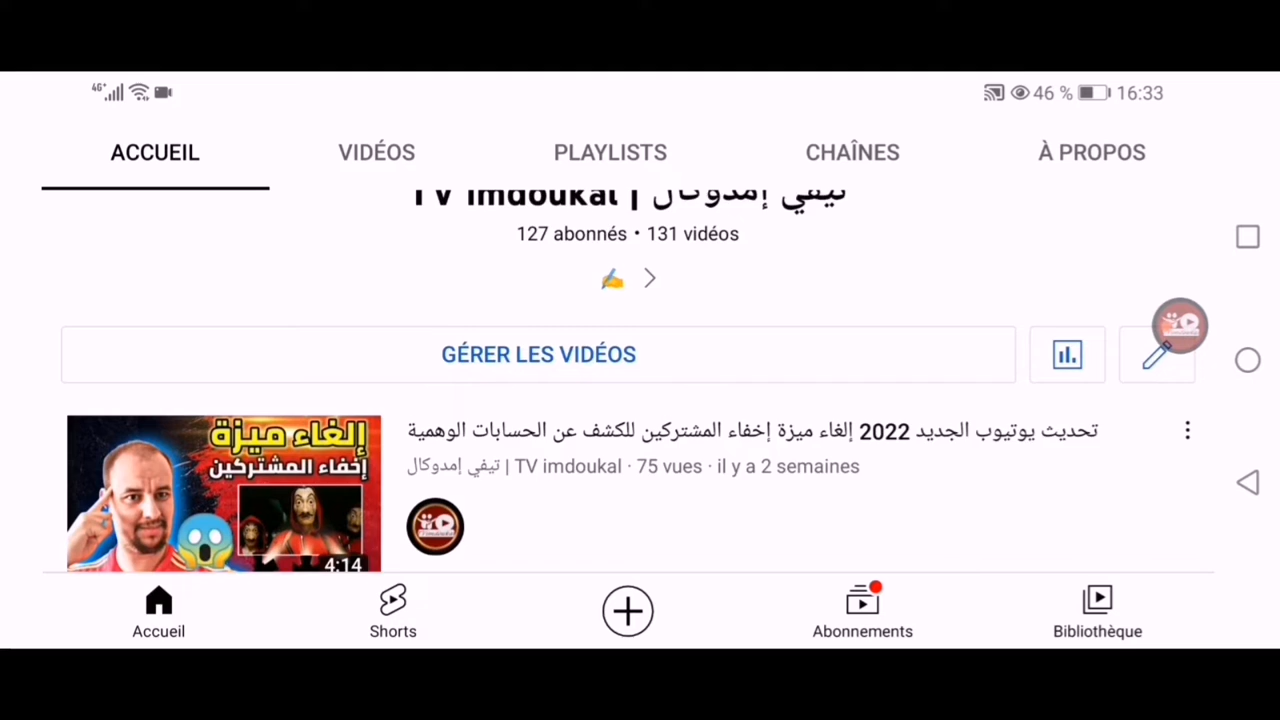 4G+ 46 % 16:33
ACCUEIL VIDÉOS PLAYLISTS CHAÎNES À PROPOS
TV imdoukal | تيفي إمدوكال
127 abonnés • 131 vidéos
GÉRER LES VIDÉOS
إلغاء ميزة
إخفاء المشتركين
4:14
تحديث يوتيوب الجديد 2022 إلغاء ميزة إخفاء المشتركين للكشف عن الحسابات الوهمية
TV imdoukal | تيفي إمدوكال · 75 vues · il y a 2 semaines
Accueil Shorts Abonnements Bibliothèque